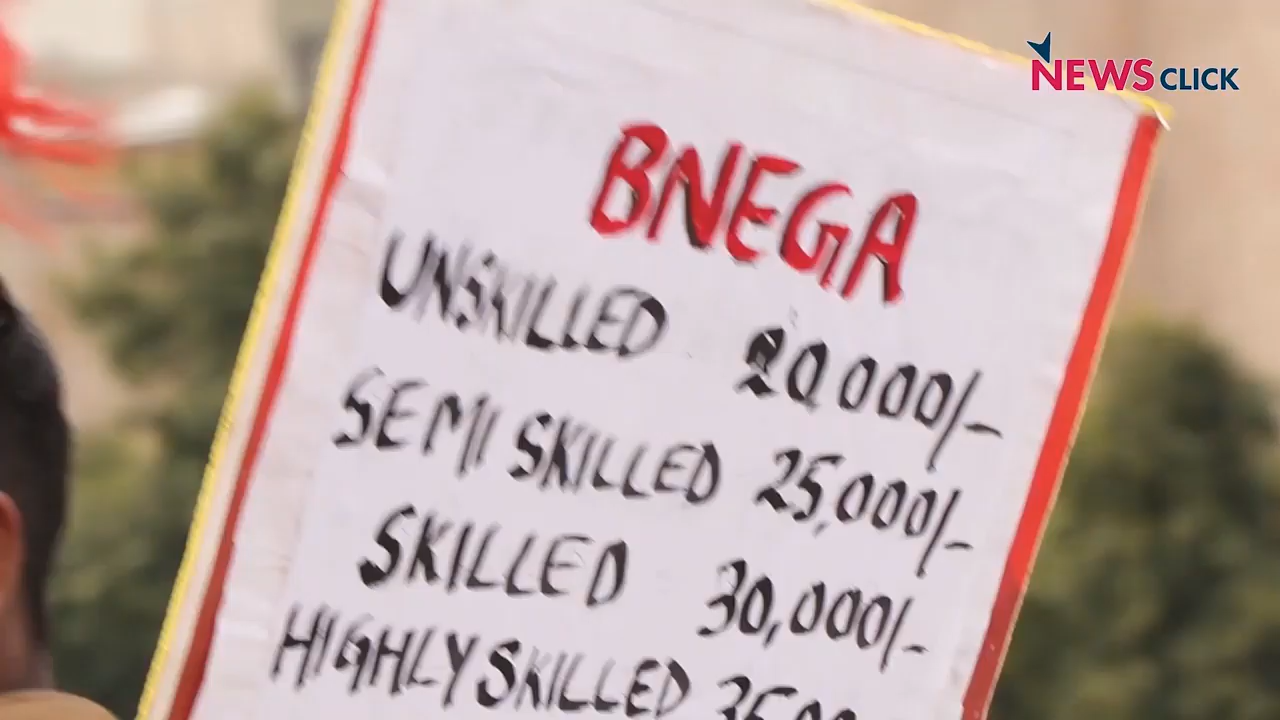 NEWSCLICK
BNEGA
UNSKILLED 20,000/-
SEMI SKILLED 25,000/-
SKILLED 30,000/-
HIGHLY SKILLED